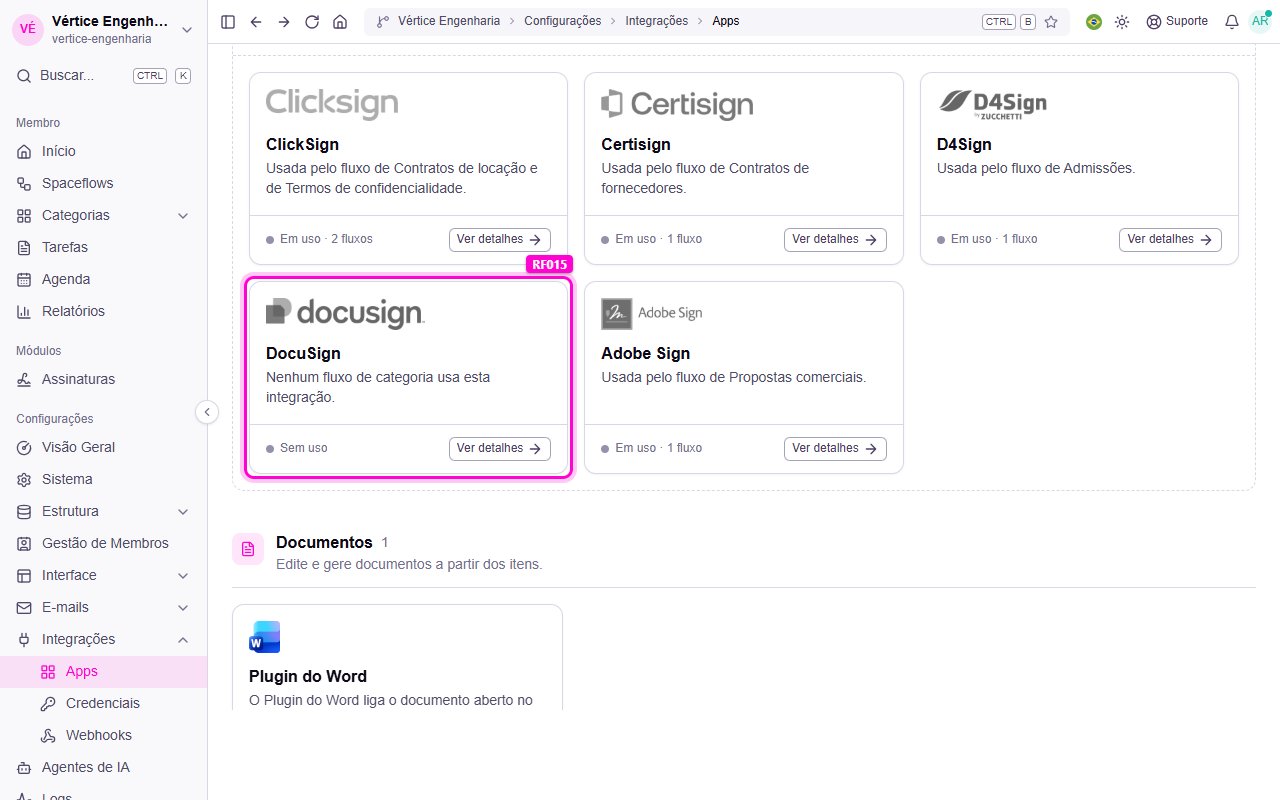 VÉ
Vértice Engenh...
vertice-engenharia
Vértice Engenharia
Configurações
Integrações
Apps
CTRL
B
Suporte
AR
Buscar...
CTRL
K
Membro
Início
Spaceflows
Categorias
Tarefas
Agenda
Relatórios
Módulos
Assinaturas
Configurações
Visão Geral
Sistema
Estrutura
Gestão de Membros
Interface
E-mails
Integrações
Apps
Credenciais
Webhooks
Agentes de IA
Logs
Clicksign
ClickSign
Usada pelo fluxo de Contratos de locação e
de Termos de confidencialidade.
Em uso · 2 fluxos
Ver detalhes
Certisign
Certisign
Usada pelo fluxo de Contratos de
fornecedores.
Em uso · 1 fluxo
Ver detalhes
D4Sign
by ZUCCHETTI
D4Sign
Usada pelo fluxo de Admissões.
Em uso · 1 fluxo
Ver detalhes
RF015
docusign
DocuSign
Nenhum fluxo de categoria usa esta
integração.
Sem uso
Ver detalhes
Adobe Sign
Adobe Sign
Usada pelo fluxo de Propostas comerciais.
Em uso · 1 fluxo
Ver detalhes
Documentos 1
Edite e gere documentos a partir dos itens.
W
Plugin do Word
O Plugin do Word liga o documento aberto no